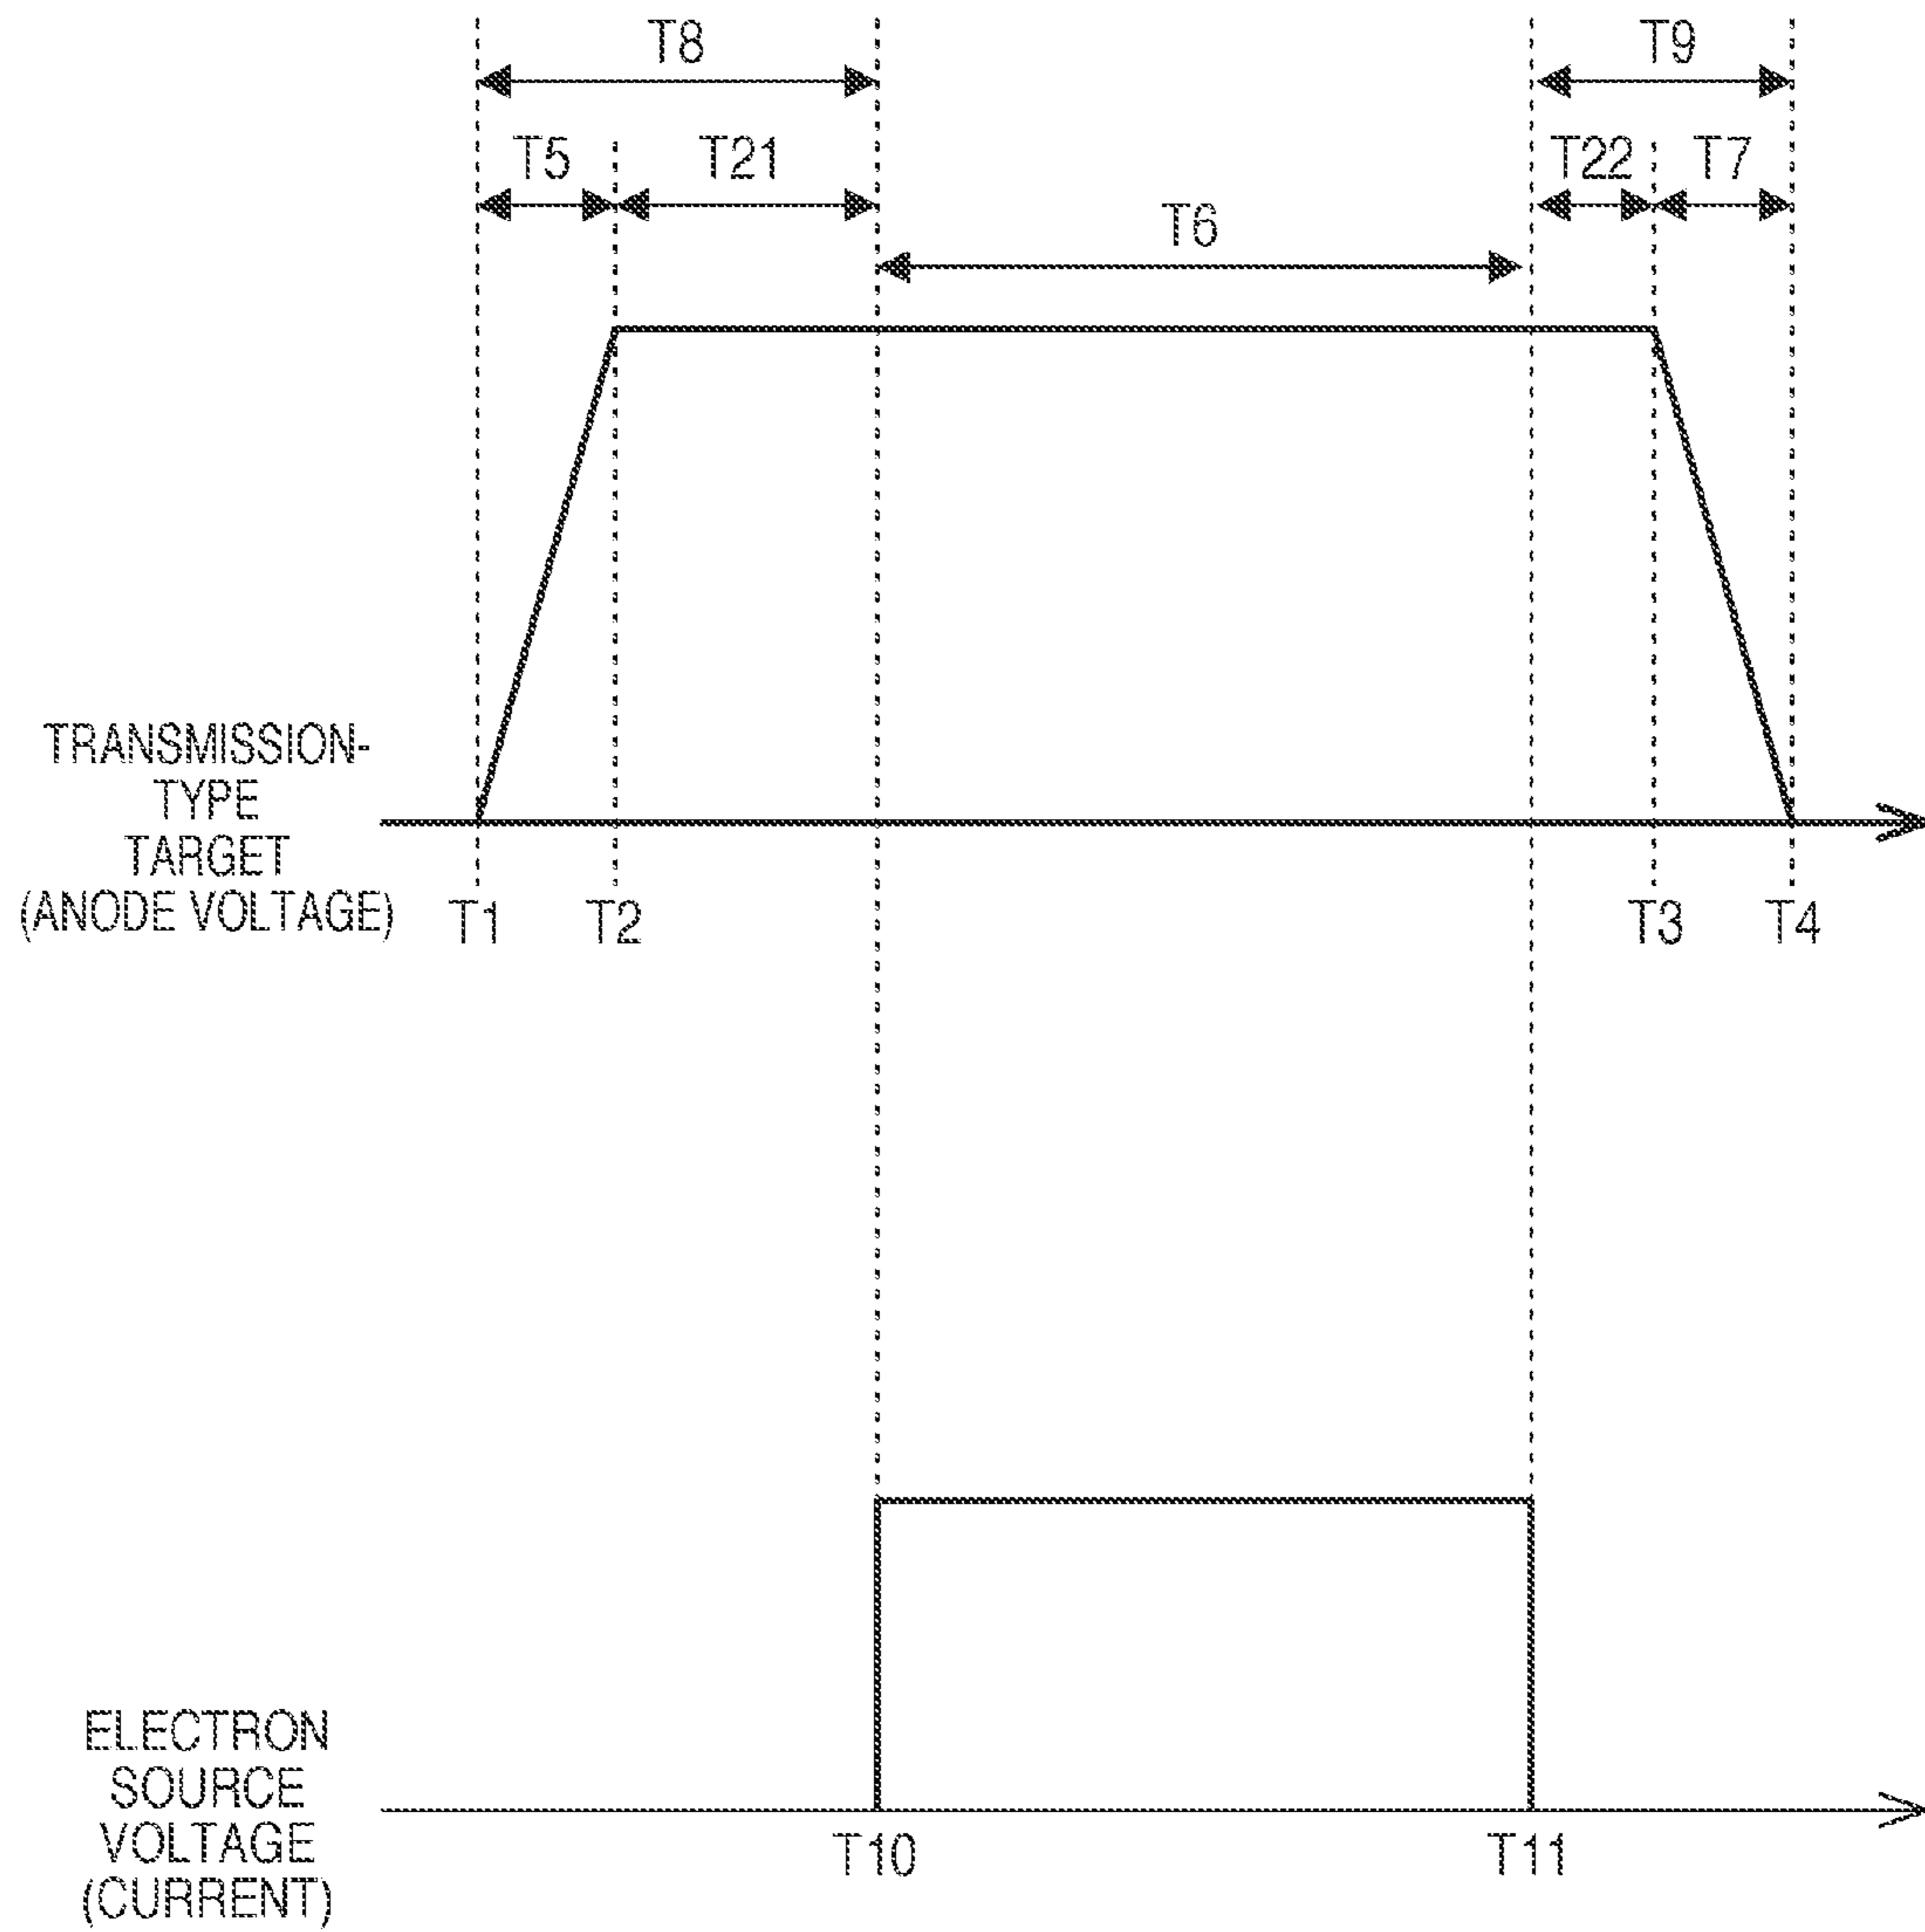 T8 T9
T5 T21 T22 T7
T6
TRANSMISSION-
TYPE
TARGET
(ANODE VOLTAGE)
T1 T2 T3 T4
ELECTRON
SOURCE
VOLTAGE
(CURRENT)
T10 T11